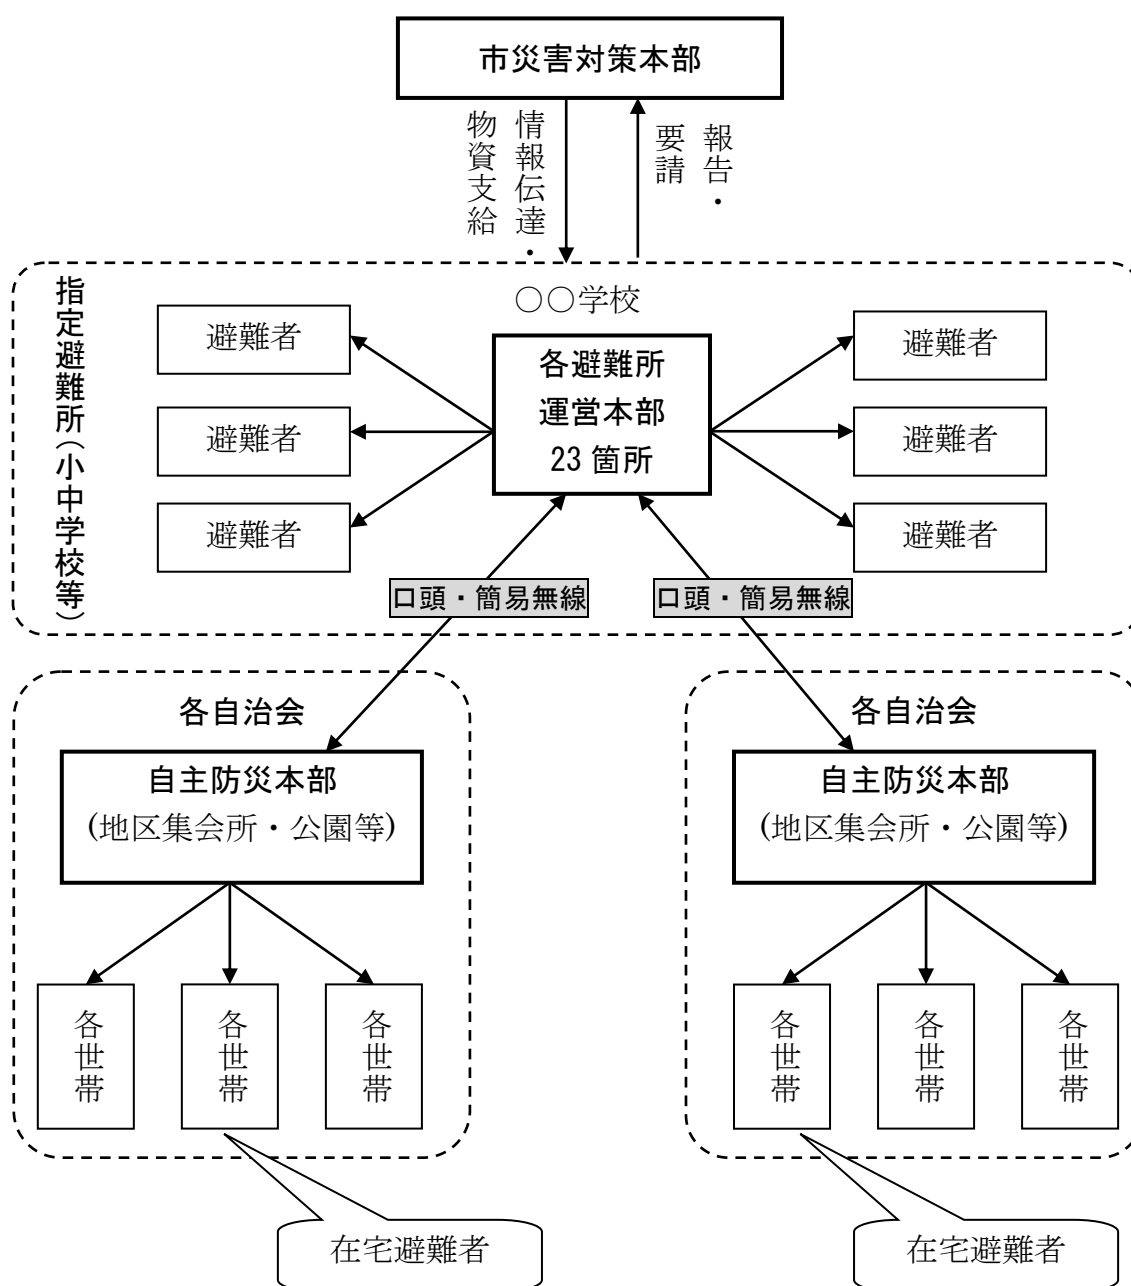 市災害対策本部
情報伝達・
物資支給
報告・
要請
指定避難所（小中学校等）
〇〇学校
避難者
避難者
避難者
各避難所
運営本部
23 箇所
避難者
避難者
避難者
口頭・簡易無線
口頭・簡易無線
各自治会
自主防災本部
(地区集会所・公園等)
各世帯
各世帯
各世帯
在宅避難者
各自治会
自主防災本部
(地区集会所・公園等)
各世帯
各世帯
各世帯
在宅避難者